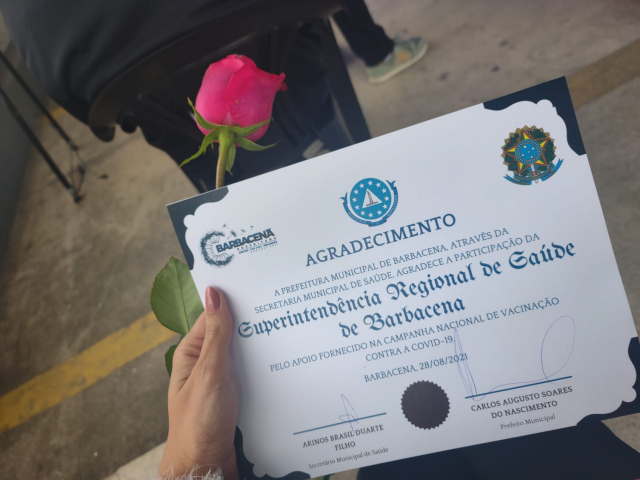 BARBACENA
PREFEITURA
AGRADECIMENTO
A PREFEITURA MUNICIPAL DE BARBACENA, ATRAVÉS DA
SECRETARIA MUNICIPAL DE SAÚDE, AGRADECE A PARTICIPAÇÃO DA
Superintendência Regional de Saúde
de Barbacena
PELO APOIO FORNECIDO NA CAMPANHA NACIONAL DE VACINAÇÃO
CONTRA A COVID-19.
BARBACENA, 28/08/2021
ARINOS BRASIL DUARTE
FILHO
Secretário Municipal de Saúde
CARLOS AUGUSTO SOARES
DO NASCIMENTO
Prefeito Municipal